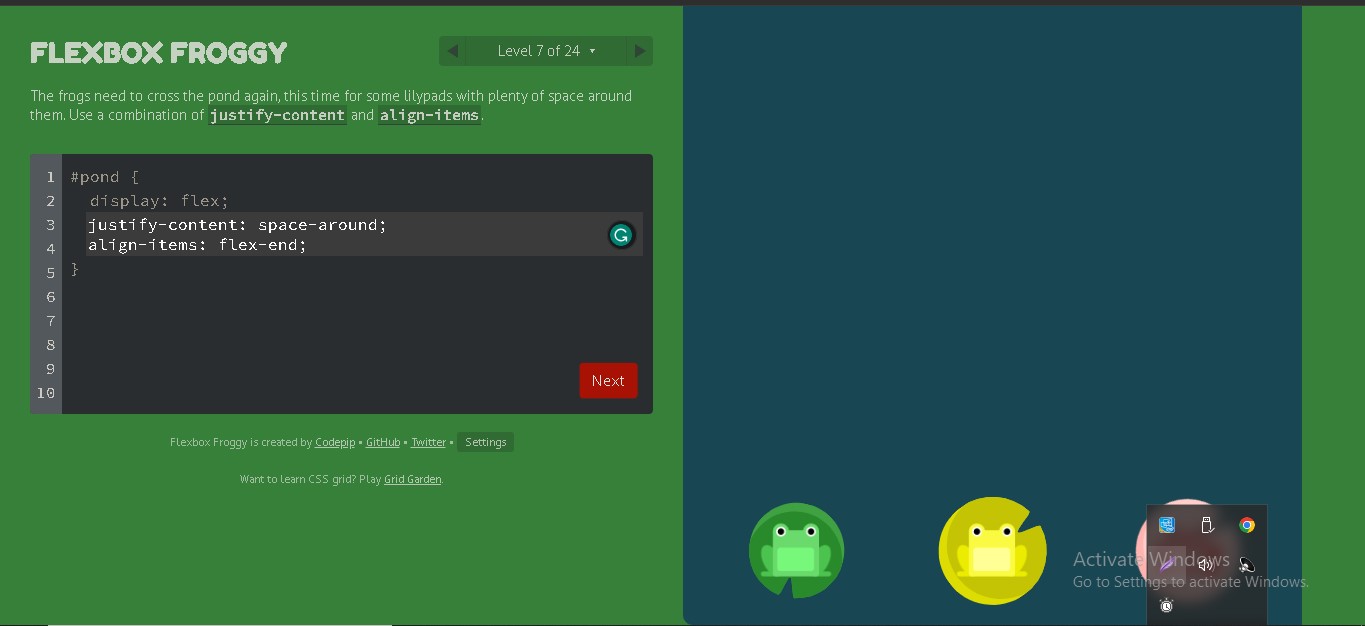 FLEXBOX FROGGY
◀ Level 7 of 24 ▾ ▶
The frogs need to cross the pond again, this time for some lilypads with plenty of space around
them. Use a combination of justify-content and align-items.
1 #pond {
2 display: flex;
3 justify-content: space-around;
4 align-items: flex-end;
5 }
6
7
8
9
10
Next
Flexbox Froggy is created by Codepip • GitHub • Twitter • Settings
Want to learn CSS grid? Play Grid Garden.
Activate Windows
Go to Settings to activate Windows.